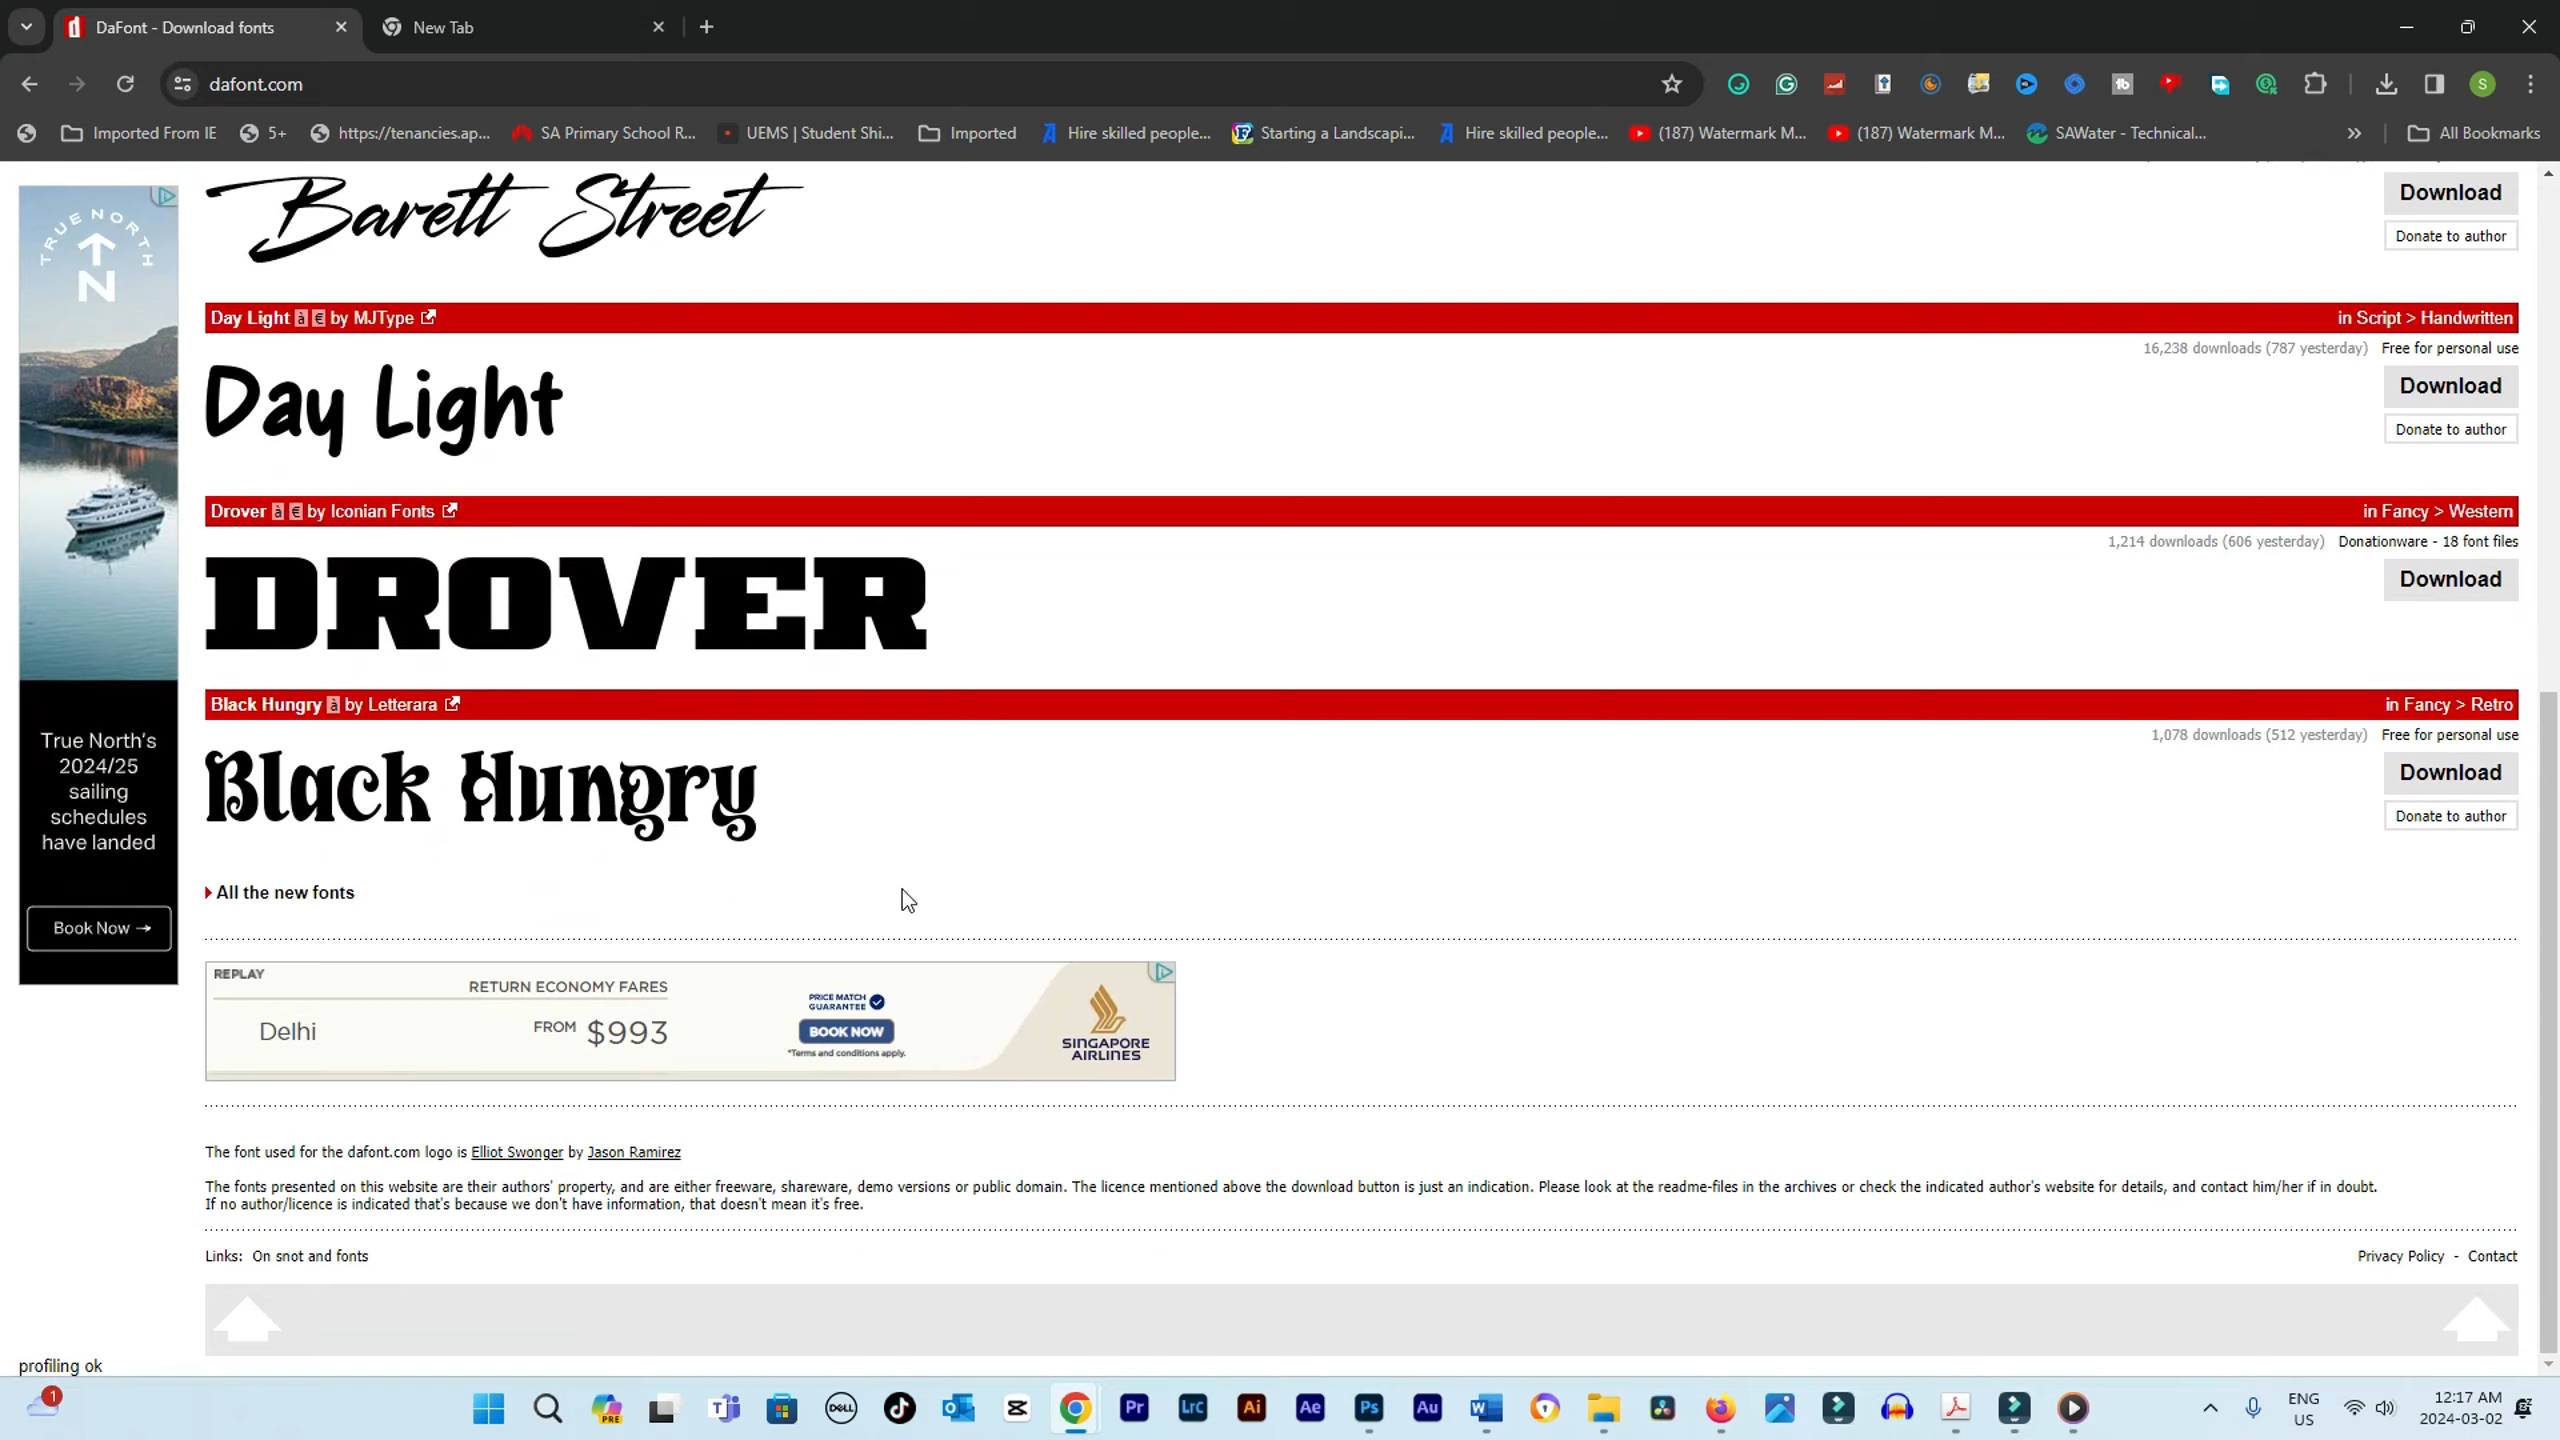 DaFont - Download fonts
New Tab
dafont.com
Imported From IE
5+
https://tenancies.ap...
SA Primary School R...
UEMS | Student Shi...
Imported
Hire skilled people...
Starting a Landscapi...
Hire skilled people...
(187) Watermark M...
(187) Watermark M...
SAWater - Technical...
All Bookmarks
TRUE NORTH
N
True North's
2024/25
sailing
schedules
have landed
Book Now →
Barett Street
Download
Donate to author
Day Light à € by MJType
in Script > Handwritten
16,238 downloads (787 yesterday) Free for personal use
Day Light
Download
Donate to author
Drover à € by Iconian Fonts
in Fancy > Western
1,214 downloads (606 yesterday) Donationware - 18 font files
DROVER
Download
Black Hungry à by Letterara
in Fancy > Retro
1,078 downloads (512 yesterday) Free for personal use
Black Hungry
Download
Donate to author
All the new fonts
REPLAY
RETURN ECONOMY FARES
Delhi
FROM $993
PRICE MATCH
GUARANTEE
BOOK NOW
*Terms and conditions apply.
SINGAPORE
AIRLINES
The font used for the dafont.com logo is Elliot Swonger by Jason Ramirez
The fonts presented on this website are their authors' property, and are either freeware, shareware, demo versions or public domain. The licence mentioned above the download button is just an indication. Please look at the readme-files in the archives or check the indicated author's website for details, and contact him/her if in doubt.
If no author/licence is indicated that's because we don't have information, that doesn't mean it's free.
Links: On snot and fonts
Privacy Policy - Contact
profiling ok
1
PRE
DELL
Pr
LrC
Ai
Ae
Ps
Au
ENG
US
12:17 AM
2024-03-02